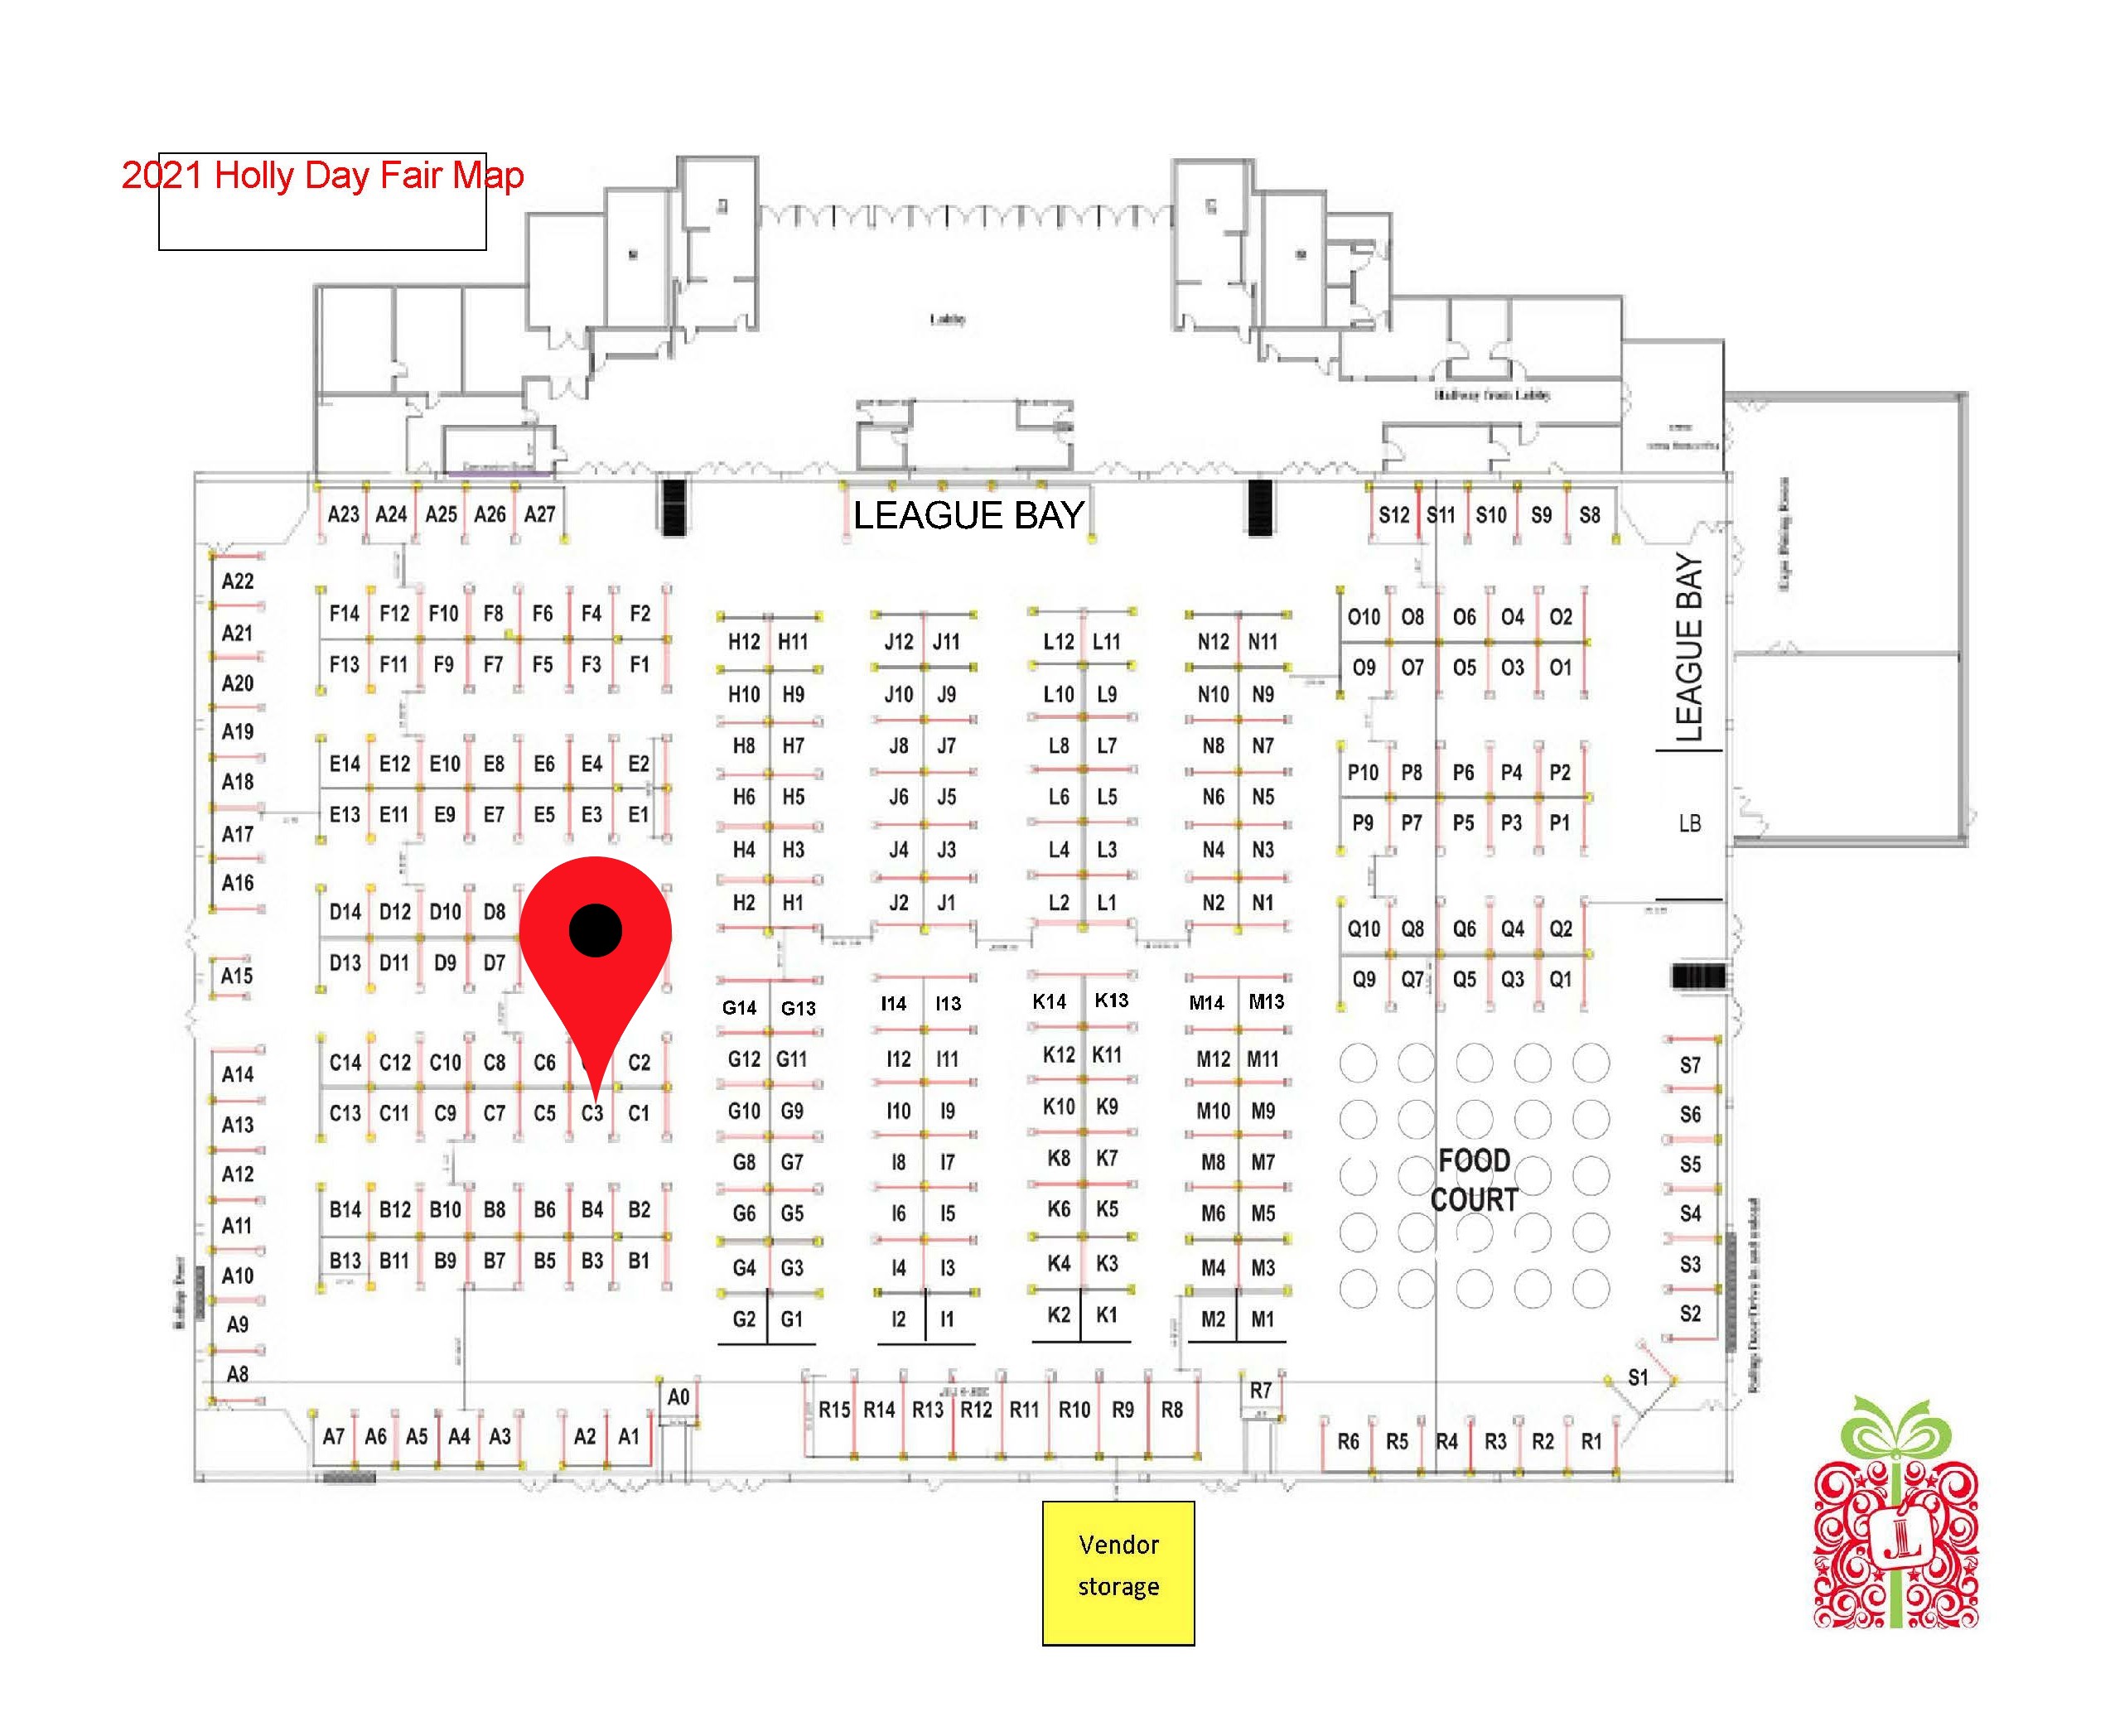 2021 Holly Day Fair Map
Lobby
Hallway from Lobby
LEAGUE BAY
A23 A24 A25 A26 A27
S12 S11 S10 S9 S8
A22
A21
A20
A19
A18
A17
A16
A15
A14
A13
A12
A11
A10
A9
A8
F14 F12 F10 F8 F6 F4 F2
F13 F11 F9 F7 F5 F3 F1
E14 E12 E10 E8 E6 E4 E2
E13 E11 E9 E7 E5 E3 E1
D14 D12 D10 D8
D13 D11 D9 D7
C14 C12 C10 C8 C6 C2
C13 C11 C9 C7 C5 C3 C1
B14 B12 B10 B8 B6 B4 B2
B13 B11 B9 B7 B5 B3 B1
H12 H11
H10 H9
H8 H7
H6 H5
H4 H3
H2 H1
G14 G13
G12 G11
G10 G9
G8 G7
G6 G5
G4 G3
G2 G1
J12 J11
J10 J9
J8 J7
J6 J5
J4 J3
J2 J1
I14 I13
I12 I11
I10 I9
I8 I7
I6 I5
I4 I3
I2 I1
L12 L11
L10 L9
L8 L7
L6 L5
L4 L3
L2 L1
K14 K13
K12 K11
K10 K9
K8 K7
K6 K5
K4 K3
K2 K1
N12 N11
N10 N9
N8 N7
N6 N5
N4 N3
N2 N1
M14 M13
M12 M11
M10 M9
M8 M7
M6 M5
M4 M3
M2 M1
O10 O8 O6 O4 O2
O9 O7 O5 O3 O1
P10 P8 P6 P4 P2
P9 P7 P5 P3 P1
Q10 Q8 Q6 Q4 Q2
Q9 Q7 Q5 Q3 Q1
LEAGUE BAY
LB
FOOD
COURT
S7
S6
S5
S4
S3
S2
S1
A7 A6 A5 A4 A3 A2 A1
A0
R15 R14 R13 R12 R11 R10 R9 R8
R7
R6 R5 R4 R3 R2 R1
Vendor
storage
JL